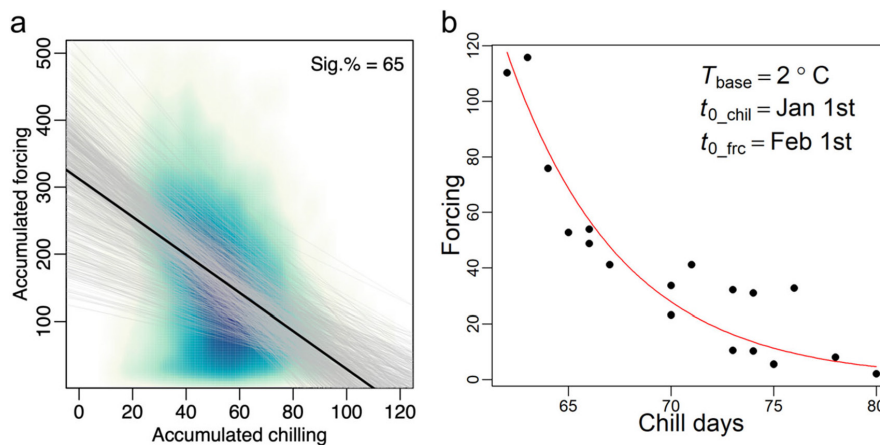 a
Sig.% = 65
Accumulated forcing
500
400
300
200
100
0 20 40 60 80 100 120
Accumulated chilling
b
T_base = 2 ° C
t_0_chil = Jan 1st
t_0_frc = Feb 1st
Forcing
120
100
80
60
40
20
0
65 70 75 80
Chill days